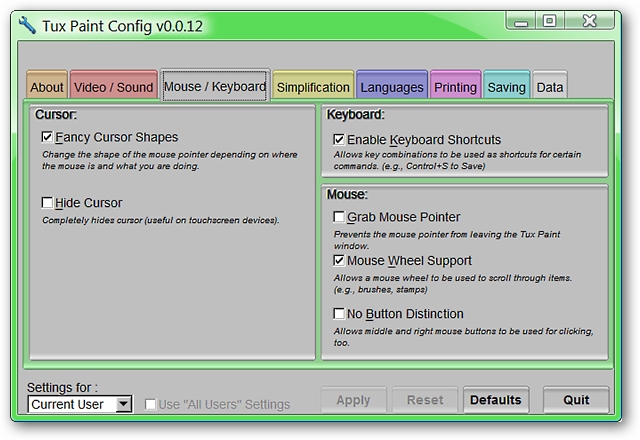 Tux Paint Config v0.0.12
About Video / Sound Mouse / Keyboard Simplification Languages Printing Saving Data
Cursor:
Fancy Cursor Shapes
Change the shape of the mouse pointer depending on where
the mouse is and what you are doing.
Hide Cursor
Completely hides cursor (useful on touchscreen devices).
Keyboard:
Enable Keyboard Shortcuts
Allows key combinations to be used as shortcuts for certain
commands. (e.g., Control+S to Save)
Mouse:
Grab Mouse Pointer
Prevents the mouse pointer from leaving the Tux Paint
window.
Mouse Wheel Support
Allows a mouse wheel to be used to scroll through items.
(e.g., brushes, stamps)
No Button Distinction
Allows middle and right mouse buttons to be used for clicking,
too.
Settings for :
Current User
Use "All Users" Settings
Apply Reset Defaults Quit